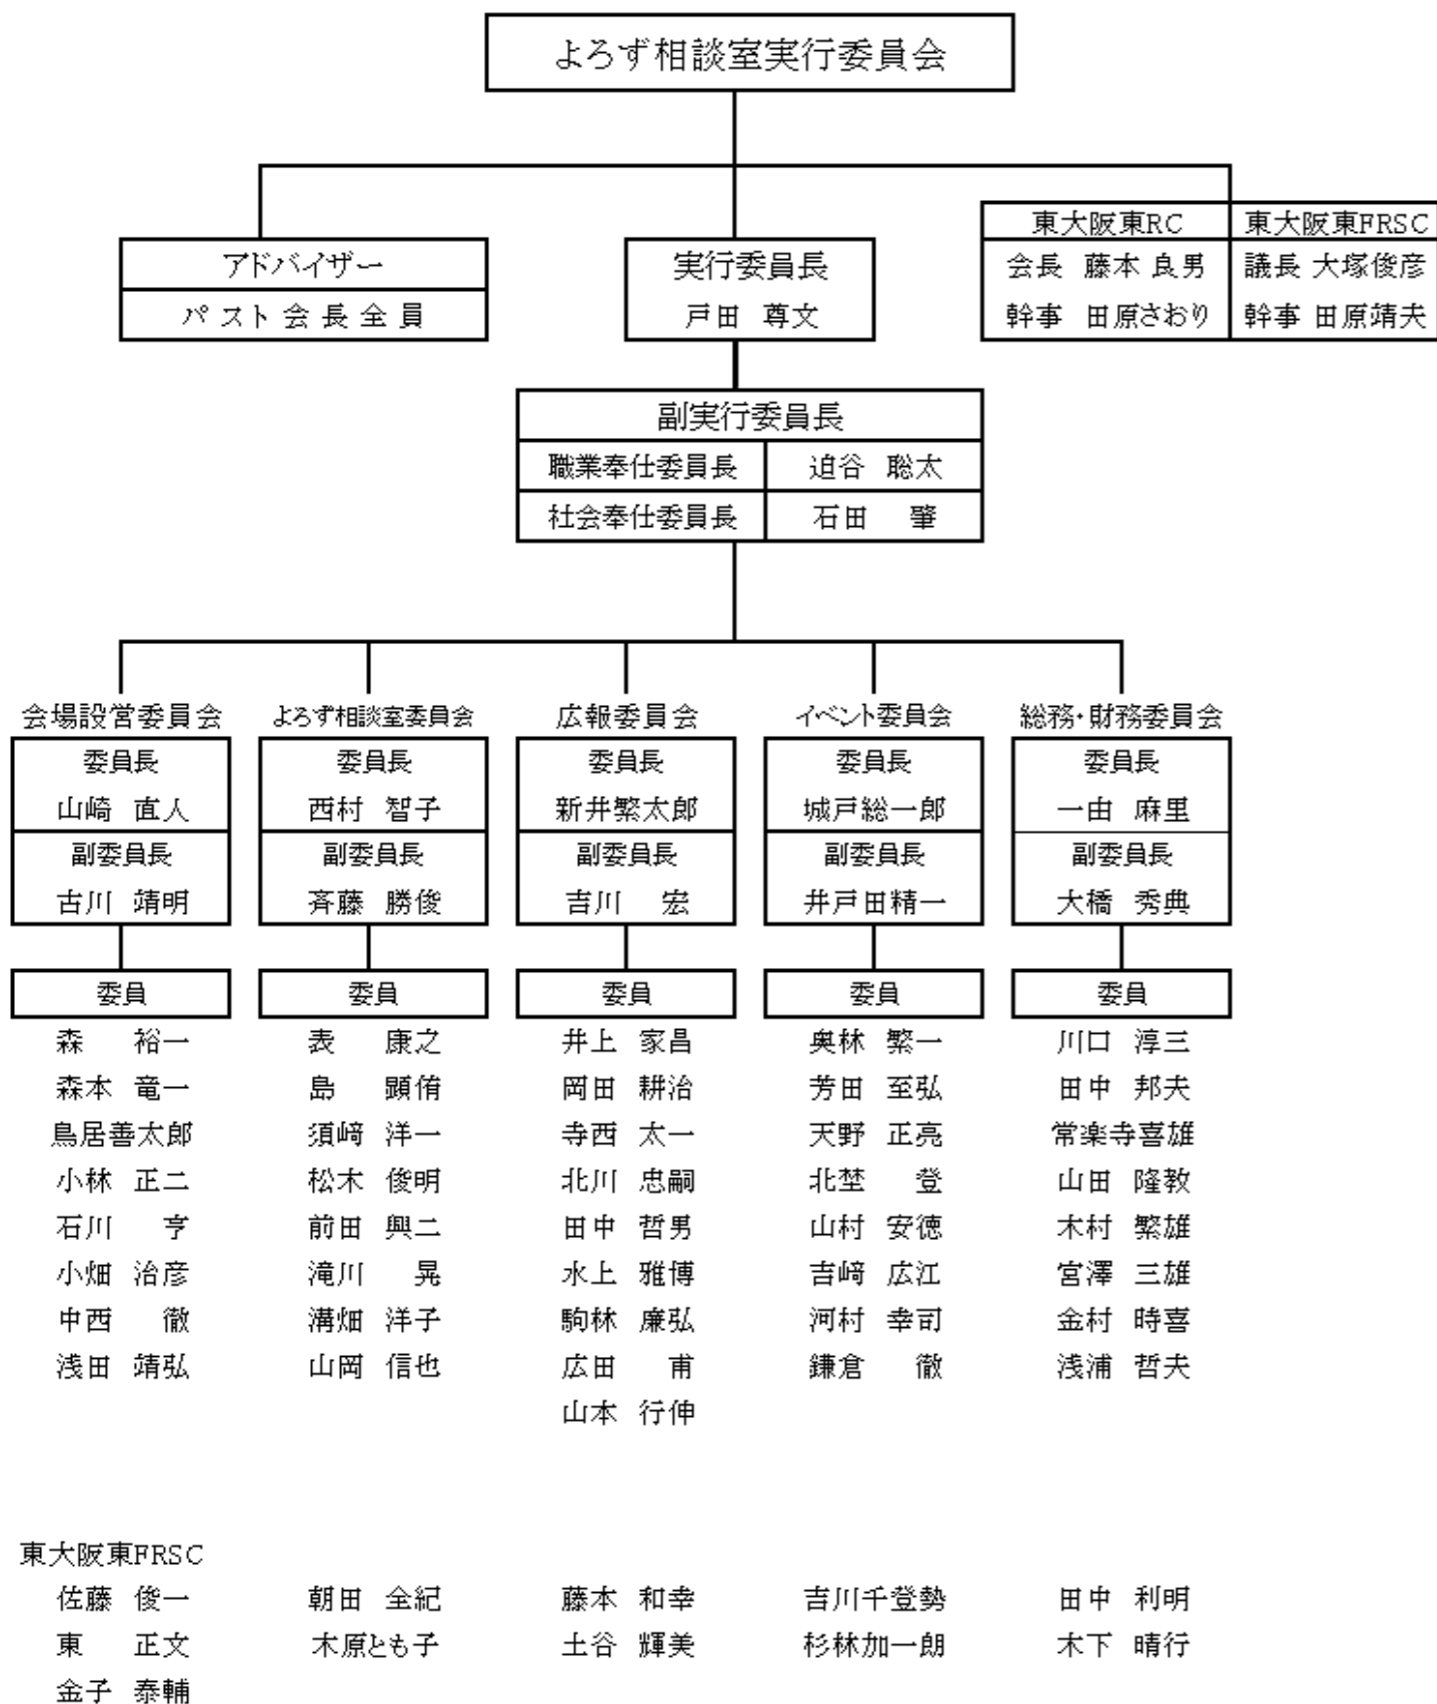 よろず相談室実行委員会
アドバイザー
パスト会長全員
実行委員長
戸田 尊文
東大阪東RC 東大阪東FRSC
会長 藤本 良男 議長 大塚俊彦
幹事 田原さおり 幹事 田原靖夫
副実行委員長
職業奉仕委員長 迫谷 聡太
社会奉仕委員長 石田 肇
会場設営委員会 よろず相談室委員会 広報委員会 イベント委員会 総務・財務委員会
委員長 委員長 委員長 委員長 委員長
山崎 直人 西村 智子 新井繁太郎 城戸総一郎 一由 麻里
副委員長 副委員長 副委員長 副委員長 副委員長
古川 靖明 斉藤 勝俊 吉川 宏 井戸田精一 大橋 秀典
委員 委員 委員 委員 委員
森 裕一 表 康之 井上 家昌 奥林 繁一 川口 淳三
森本 竜一 島 顕侑 岡田 耕治 芳田 至弘 田中 邦夫
鳥居善太郎 須﨑 洋一 寺西 太一 天野 正亮 常楽寺喜雄
小林 正二 松木 俊明 北川 忠嗣 北埜 登 山田 隆教
石川 亨 前田 興二 田中 哲男 山村 安徳 木村 繁雄
小畑 治彦 滝川 晃 水上 雅博 吉﨑 広江 宮澤 三雄
中西 徹 溝畑 洋子 駒林 廉弘 河村 幸司 金村 時喜
浅田 靖弘 山岡 信也 広田 甫 鎌倉 徹 浅浦 哲夫
山本 行伸
東大阪東FRSC
佐藤 俊一 朝田 全紀 藤本 和幸 吉川千登勢 田中 利明
東 正文 木原とも子 土谷 輝美 杉林加一朗 木下 晴行
金子 泰輔